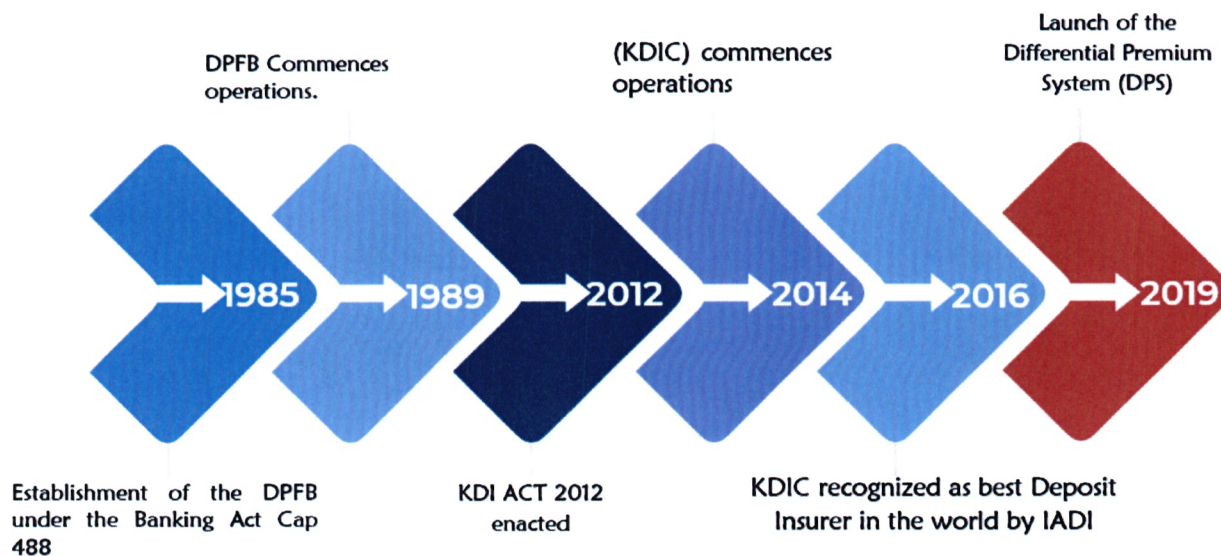 DPFB Commences
operations.
(KDIC) commences
operations
Launch of the
Differential Premium
System (DPS)
1985
1989
2012
2014
2016
2019
Establishment of the DPFB
under the Banking Act Cap
488
KDI ACT 2012
enacted
KDIC recognized as best Deposit
Insurer in the world by IADI